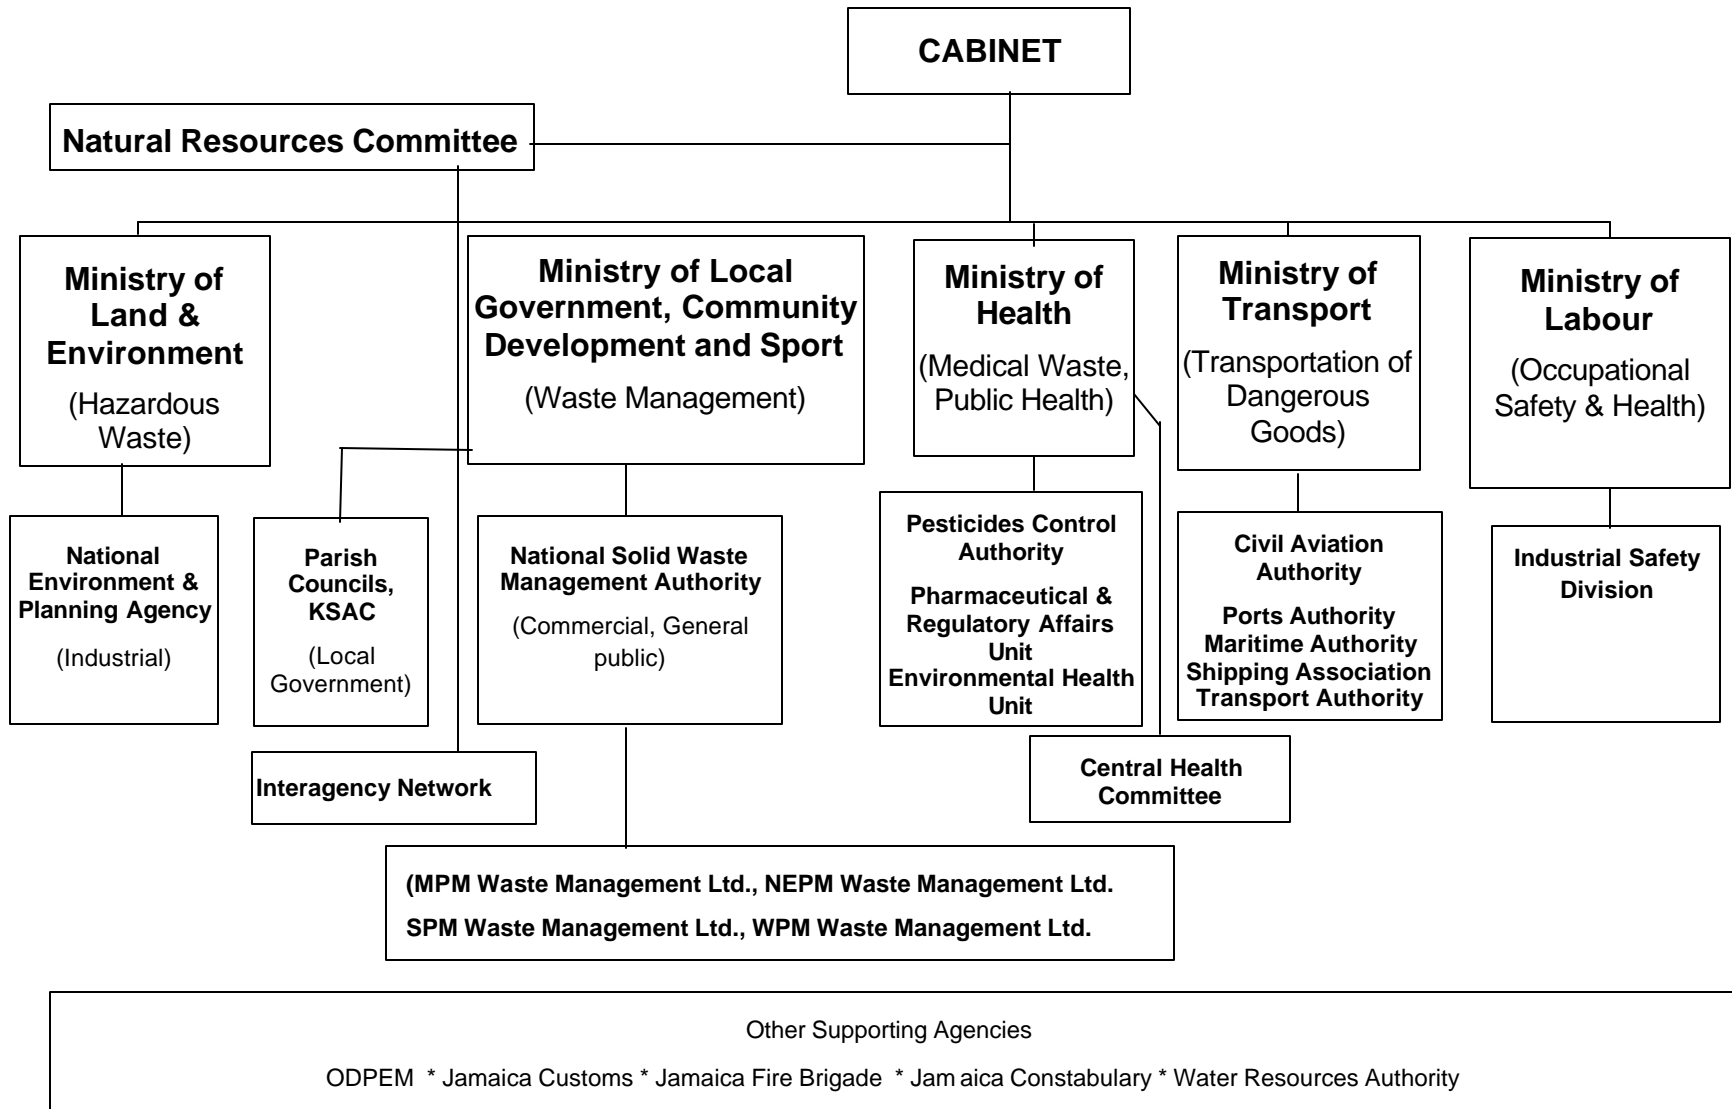 CABINET
Natural Resources Committee
Ministry of
Land &
Environment
(Hazardous
Waste)
Ministry of Local
Government, Community
Development and Sport
(Waste Management)
Ministry of
Health
(Medical Waste,
Public Health)
Ministry of
Transport
(Transportation of
Dangerous
Goods)
Ministry of
Labour
(Occupational
Safety & Health)
National
Environment &
Planning Agency
(Industrial)
Parish
Councils,
KSAC
(Local
Government)
National Solid Waste
Management Authority
(Commercial, General
public)
Pesticides Control
Authority
Pharmaceutical &
Regulatory Affairs
Unit
Environmental Health
Unit
Civil Aviation
Authority
Ports Authority
Maritime Authority
Shipping Association
Transport Authority
Industrial Safety
Division
Interagency Network
Central Health
Committee
(MPM Waste Management Ltd., NEPM Waste Management Ltd.
SPM Waste Management Ltd., WPM Waste Management Ltd.
Other Supporting Agencies
ODPEM * Jamaica Customs * Jamaica Fire Brigade * Jam aica Constabulary * Water Resources Authority